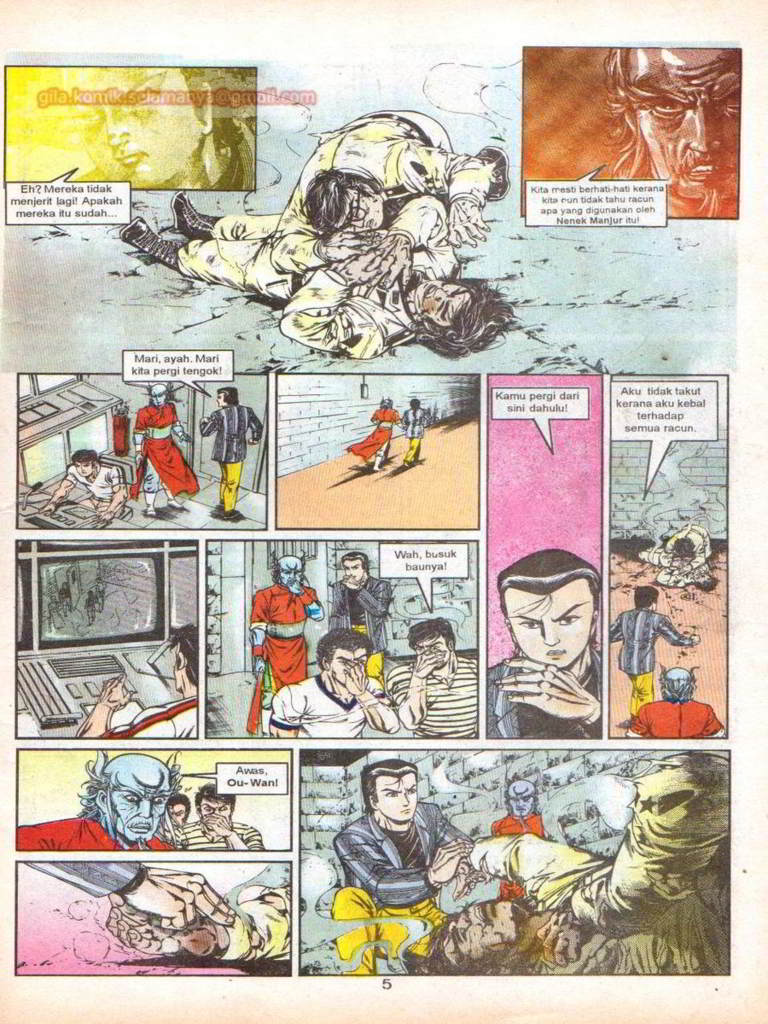 gila.komik.selamanya@gmail.com
Eh? Mereka tidak
menjerit lagi! Apakah
mereka itu sudah...
Kita mesti berhati-hati kerana
kita pun tidak tahu racun
apa yang digunakan oleh
Nenek Manjur itu!
Mari, ayah. Mari
kita pergi tengok!
Kamu pergi dari
sini dahulu!
Aku tidak takut
kerana aku kebal
terhadap
semua racun.
Wah, busuk
baunya!
Awas,
Ou-Wan!
5